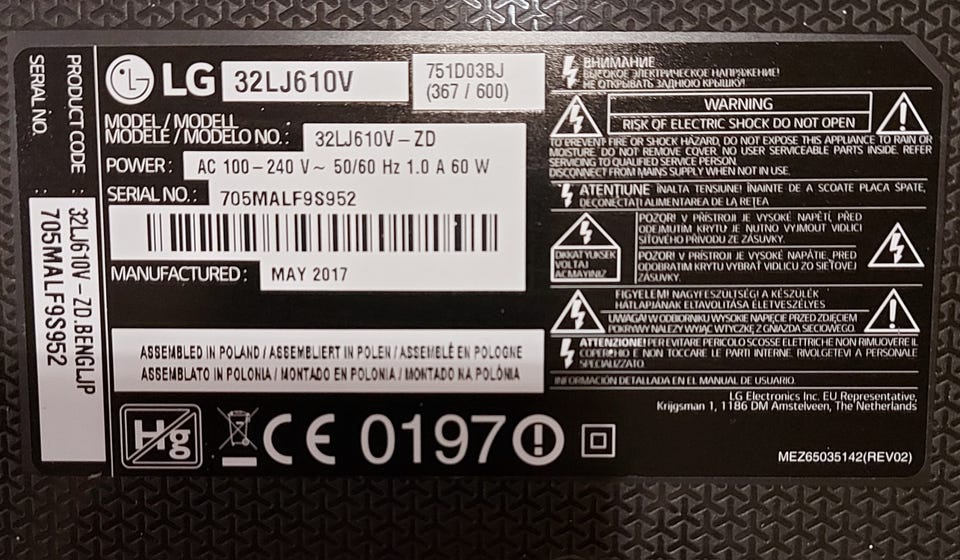 PRODUCT CODE : 32LJ610V-ZD.BENGLJP
SERIAL NO. : 705MALF9S952
LG 32LJ610V
751D03BJ
(367 / 600)
MODEL / MODELL
MODÈLE / MODELO NO.: 32LJ610V-ZD
POWER : AC 100-240 V~ 50/60 Hz 1.0 A 60 W
SERIAL NO.: 705MALF9S952
MANUFACTURED : MAY 2017
ASSEMBLED IN POLAND / ASSEMBLIERT IN POLEN / ASSEMBLÉ EN POLOGNE
ASSEMBLATO IN POLONIA / MONTADO EN POLONIA / MONTADO NA POLÔNIA
Hg
CE 0197
ВНИМАНИЕ
ВЫСОКОЕ ЭЛЕКТРИЧЕСКОЕ НАПРЯЖЕНИЕ!
НЕ ОТКРЫВАТЬ ЗАДНЮЮ КРЫШКУ!
WARNING
RISK OF ELECTRIC SHOCK DO NOT OPEN
TO PREVENT FIRE OR SHOCK HAZARD, DO NOT EXPOSE THIS APPLIANCE TO RAIN OR
MOISTURE. DO NOT REMOVE COVER. NO USER SERVICEABLE PARTS INSIDE. REFER
SERVICING TO QUALIFIED SERVICE PERSON.
DISCONNECT FROM MAINS SUPPLY WHEN NOT IN USE.
ATENŢIUNE ÎNALTA TENSIUNE! ÎNAINTE DE A SCOATE PLACA SPATE,
DECONECTAŢI ALIMENTAREA DE LA REŢEA
DIKKAT YUKSEK
VOLTAJ
ACMAYINIZ
POZOR! V PŘÍSTROJI JE VYSOKÉ NAPĚTÍ, PŘED
ODEJMUTÍM KRYTU JE NUTNO VYJMOUT VIDLICI
SÍŤOVÉHO PŘÍVODU ZE ZÁSUVKY.
POZOR! V PRÍSTROJI JE VYSOKÉ NAPÄTIE, PRED
ODOBRATÍM KRYTU VYBRAŤ VIDLICU ZO SIEŤOVEJ
ZÁSUVKY.
FIGYELEM! NAGYFESZÜLTSÉG! A KÉSZÜLÉK
HÁTLAPJÁNAK ELTÁVOLÍTÁSA ÉLETVESZÉLYES
UWAGA! W ODBIORNIKU WYSOKIE NAPIĘCIE PRZED ZDJĘCIEM
POKRYWY NALEŻY WYJĄĆ WTYCZKĘ Z GNIAZDA SIECIOWEGO.
ATTENZIONE! PER EVITARE PERICOLO SCOSSE ELETTRICHE NON RIMUOVERE IL
COPERCHIO E NON TOCCARE LE PARTI INTERNE. RIVOLGETEVI A PERSONALE
SPECIALIZZATO.
INFORMACIÓN DETALLADA EN EL MANUAL DE USUARIO.
LG Electronics Inc. EU Representative,
Krijgsman 1, 1186 DM Amstelveen, The Netherlands
MEZ65035142(REV02)